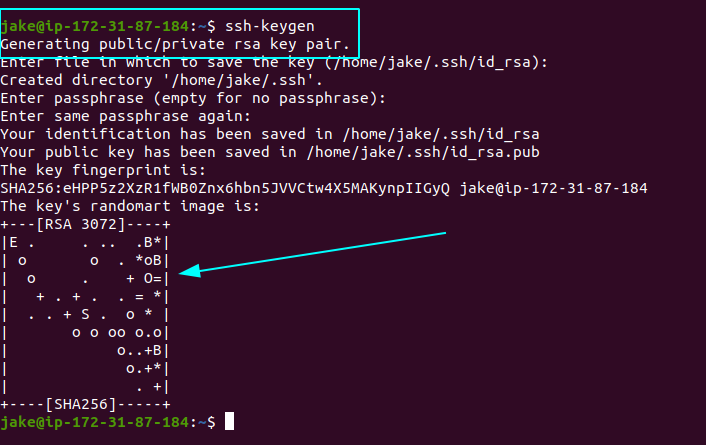 jake@ip-172-31-87-184:~$ ssh-keygen
Generating public/private rsa key pair.
Enter file in which to save the key (/home/jake/.ssh/id_rsa):
Created directory '/home/jake/.ssh'.
Enter passphrase (empty for no passphrase):
Enter same passphrase again:
Your identification has been saved in /home/jake/.ssh/id_rsa
Your public key has been saved in /home/jake/.ssh/id_rsa.pub
The key fingerprint is:
SHA256:eHPP5z2XzR1fWB0Znx6hbn5JVVCtw4X5MAKynpIIGyQ jake@ip-172-31-87-184
The key's randomart image is:
+---[RSA 3072]----+
|E .     . ..  .B*|
| o       o  . *oB|
|  o     .    + O=|
|   + . + .  . = *|
|  . . + S .  o * |
|       o o oo o.o|
|            o..+B|
|             o.+*|
|              . +|
+----[SHA256]-----+
jake@ip-172-31-87-184:~$